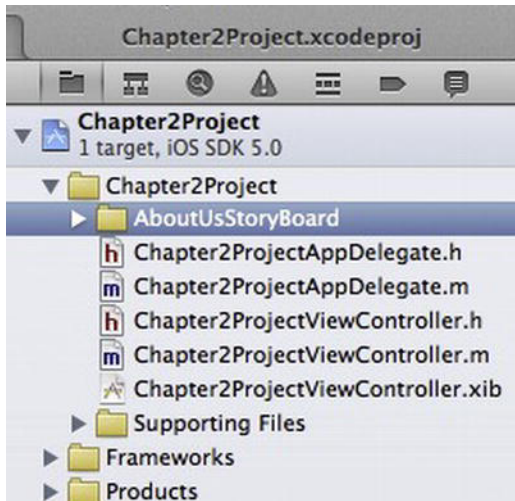 Chapter2Project.xcodeproj
Chapter2Project
1 target, iOS SDK 5.0
Chapter2Project
AboutUsStoryBoard
h Chapter2ProjectAppDelegate.h
m Chapter2ProjectAppDelegate.m
h Chapter2ProjectViewController.h
m Chapter2ProjectViewController.m
Chapter2ProjectViewController.xib
Supporting Files
Frameworks
Products